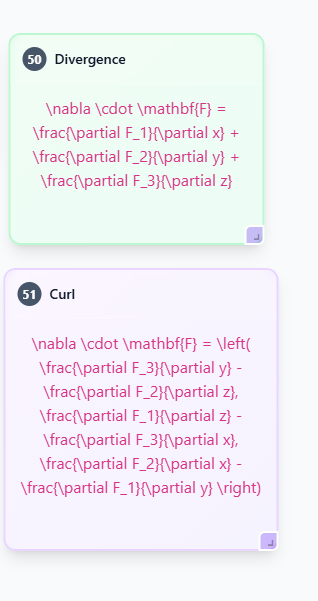 50 Divergence
\nabla \cdot \mathbf{F} =
\frac{\partial F_1}{\partial x} +
\frac{\partial F_2}{\partial y} +
\frac{\partial F_3}{\partial z}
51 Curl
\nabla \cdot \mathbf{F} = \left(
\frac{\partial F_3}{\partial y} -
\frac{\partial F_2}{\partial z},
\frac{\partial F_1}{\partial z} -
\frac{\partial F_3}{\partial x},
\frac{\partial F_2}{\partial x} -
\frac{\partial F_1}{\partial y} \right)